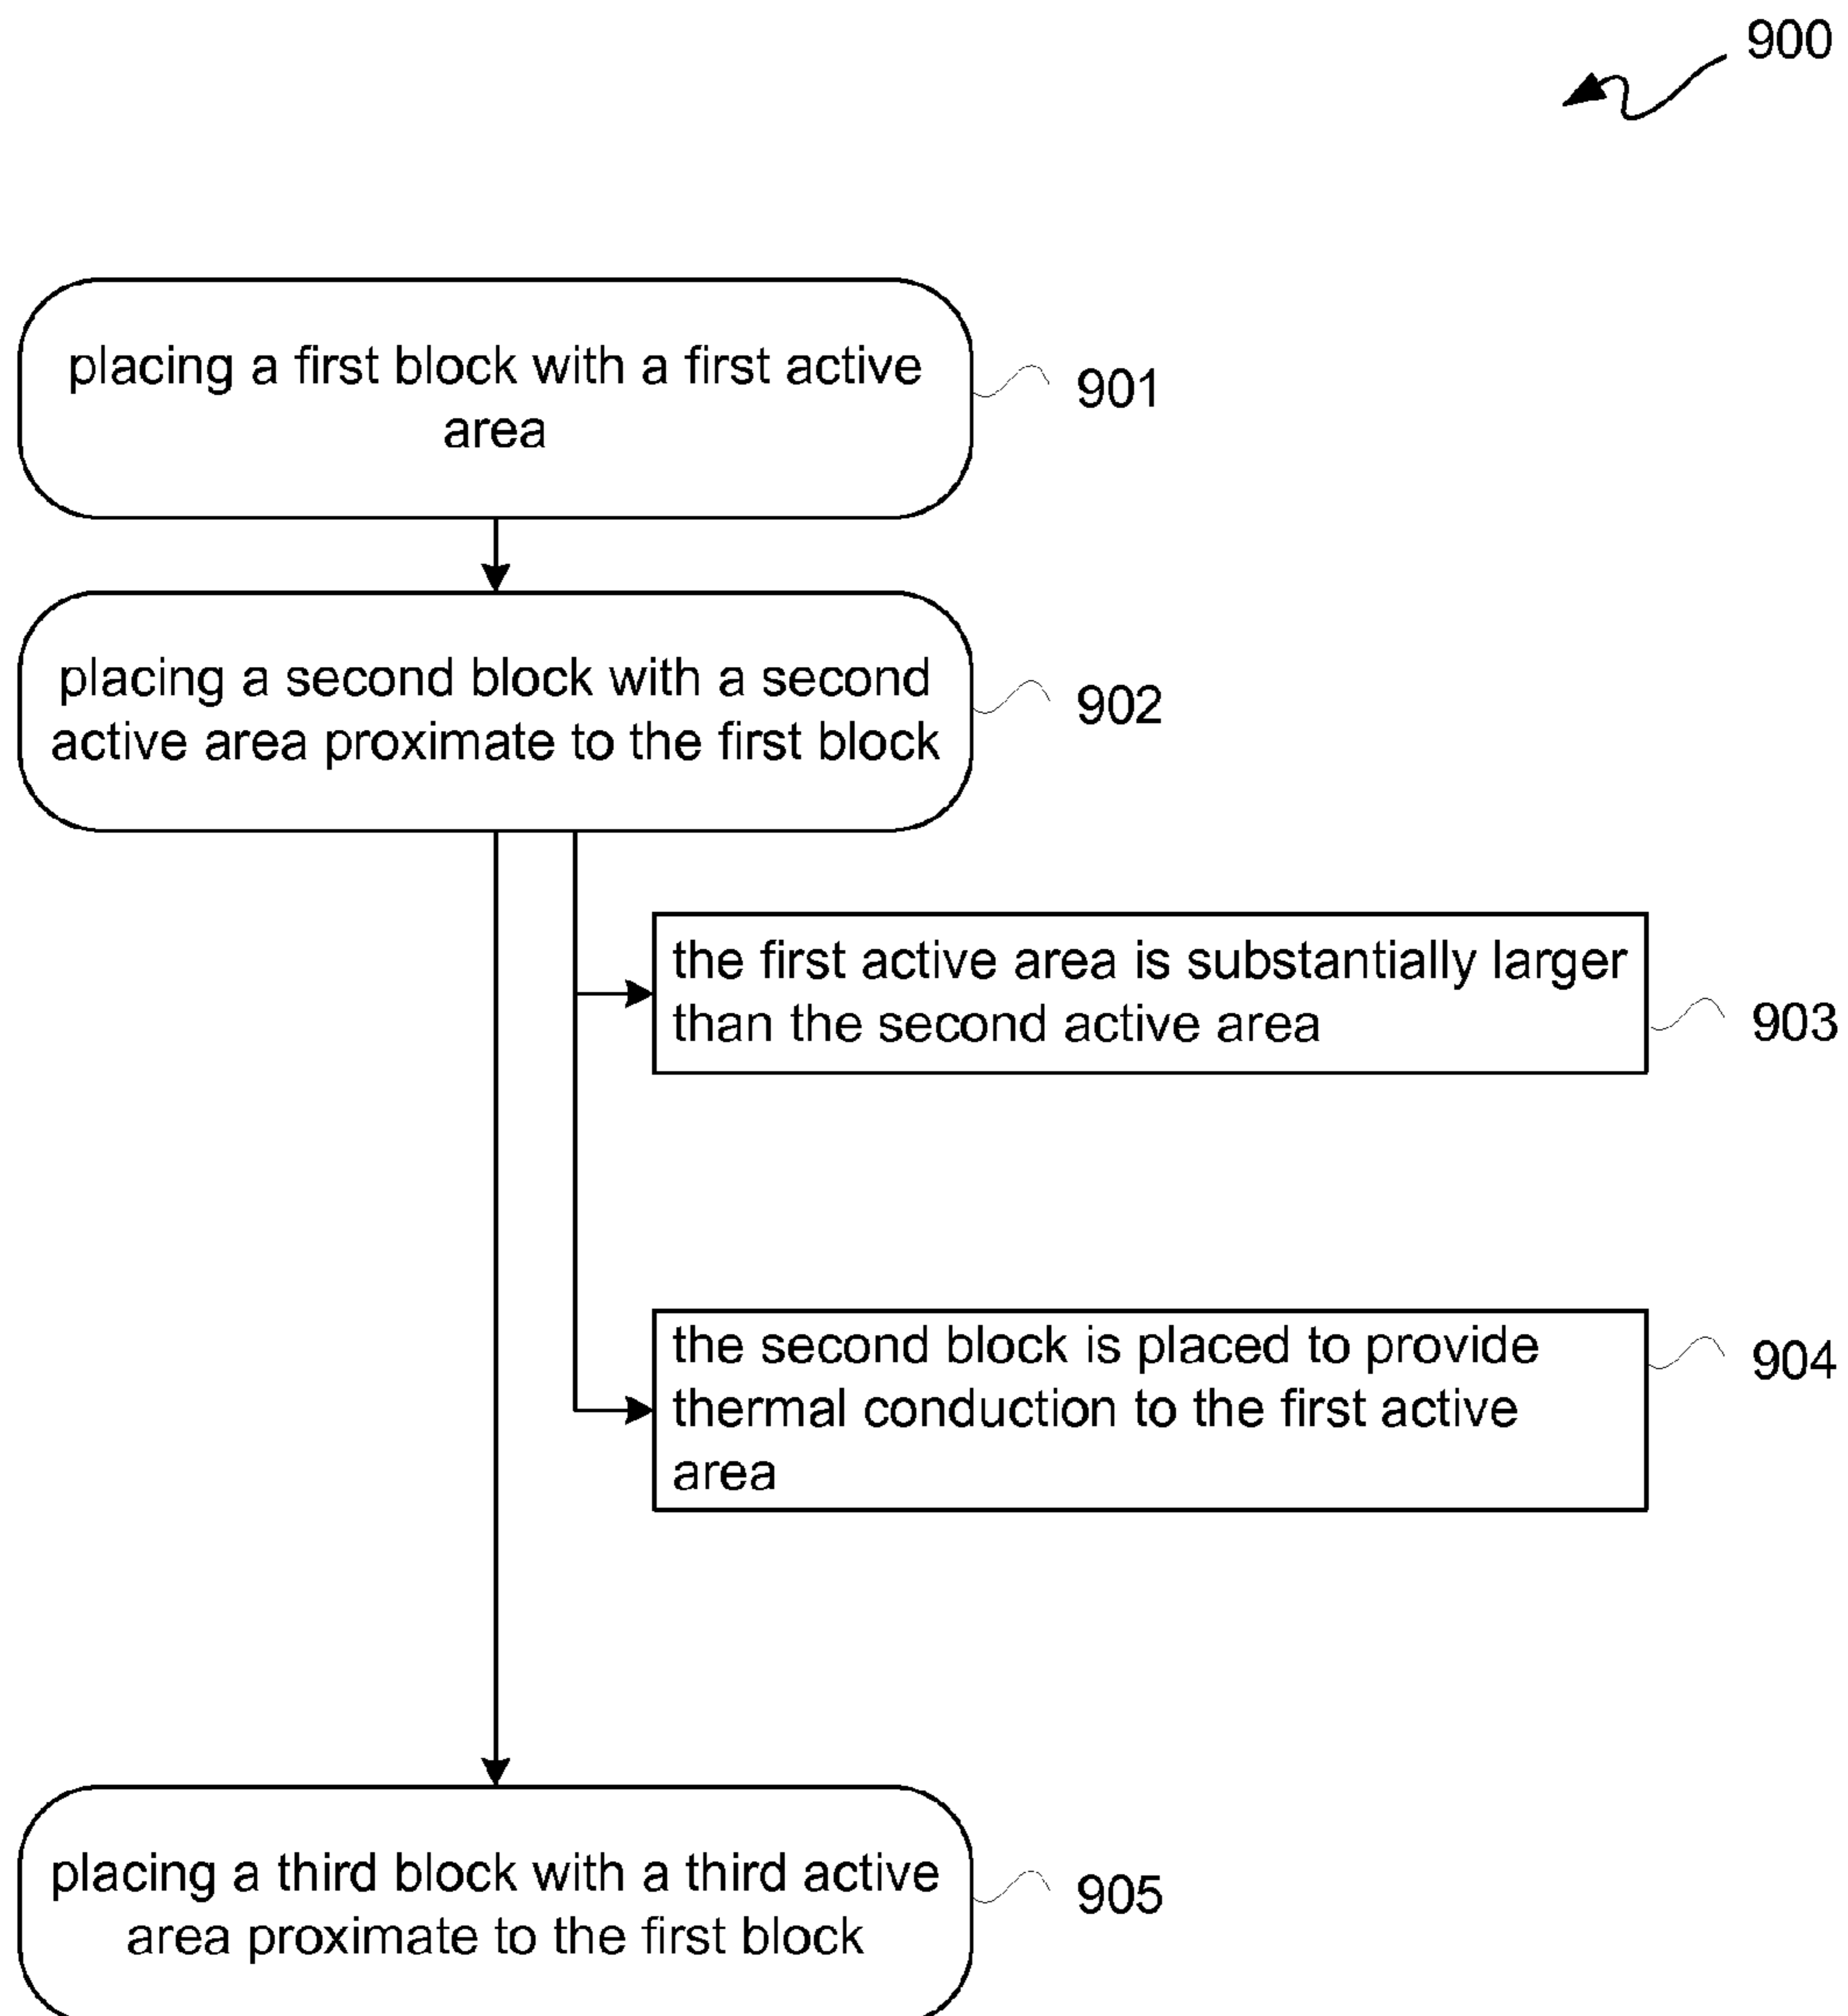 900
placing a first block with a first active
area
901
placing a second block with a second
active area proximate to the first block
902
the first active area is substantially larger
than the second active area
903
the second block is placed to provide
thermal conduction to the first active
area
904
placing a third block with a third active
area proximate to the first block
905